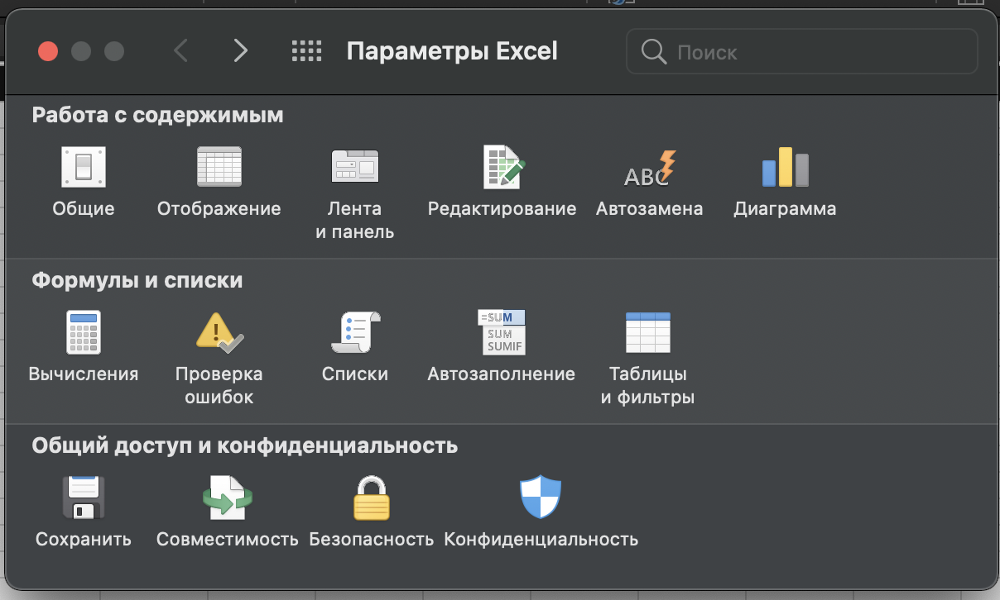 Параметры Excel
Поиск
Работа с содержимым
Общие
Отображение
Лента
и панель
Редактирование
ABC
Автозамена
Диаграмма
Формулы и списки
Вычисления
Проверка
ошибок
Списки
=SUM
SUM
SUMIF
Автозаполнение
Таблицы
и фильтры
Общий доступ и конфиденциальность
Сохранить
Совместимость
Безопасность
Конфиденциальность